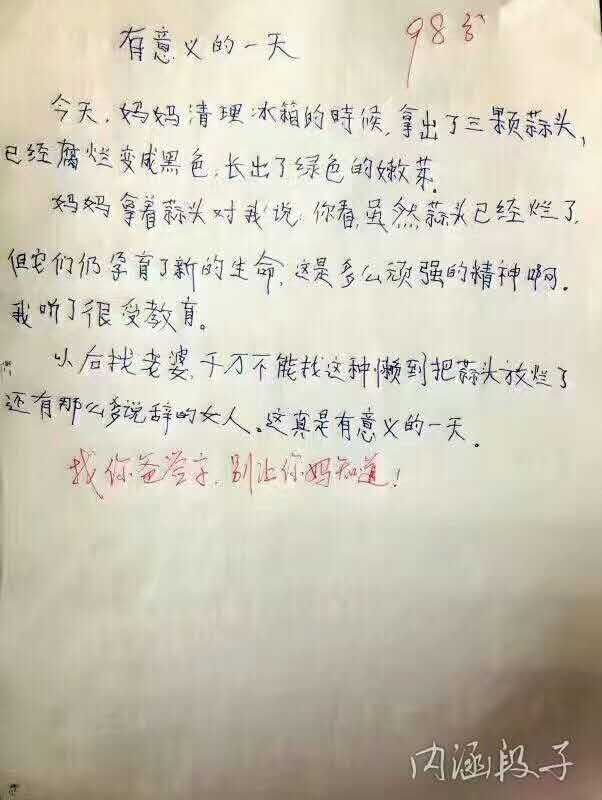 有意义的一天
98分
今天,妈妈清理冰箱的時候,拿出了三颗蒜头,
已经腐烂变成黑色,长出了绿色的嫩芽.
妈妈拿着蒜头对我说:你看,虽然蒜头已经烂了,
但它们仍孕育了新的生命,这是多么顽强的精神啊.
我听了很受教育。
以后找老婆,千万不能找这种懒到把蒜头放烂了
还有那么多说辞的女人。这真是有意义的一天.
找你爸签字,别让你妈知道!
内涵段子